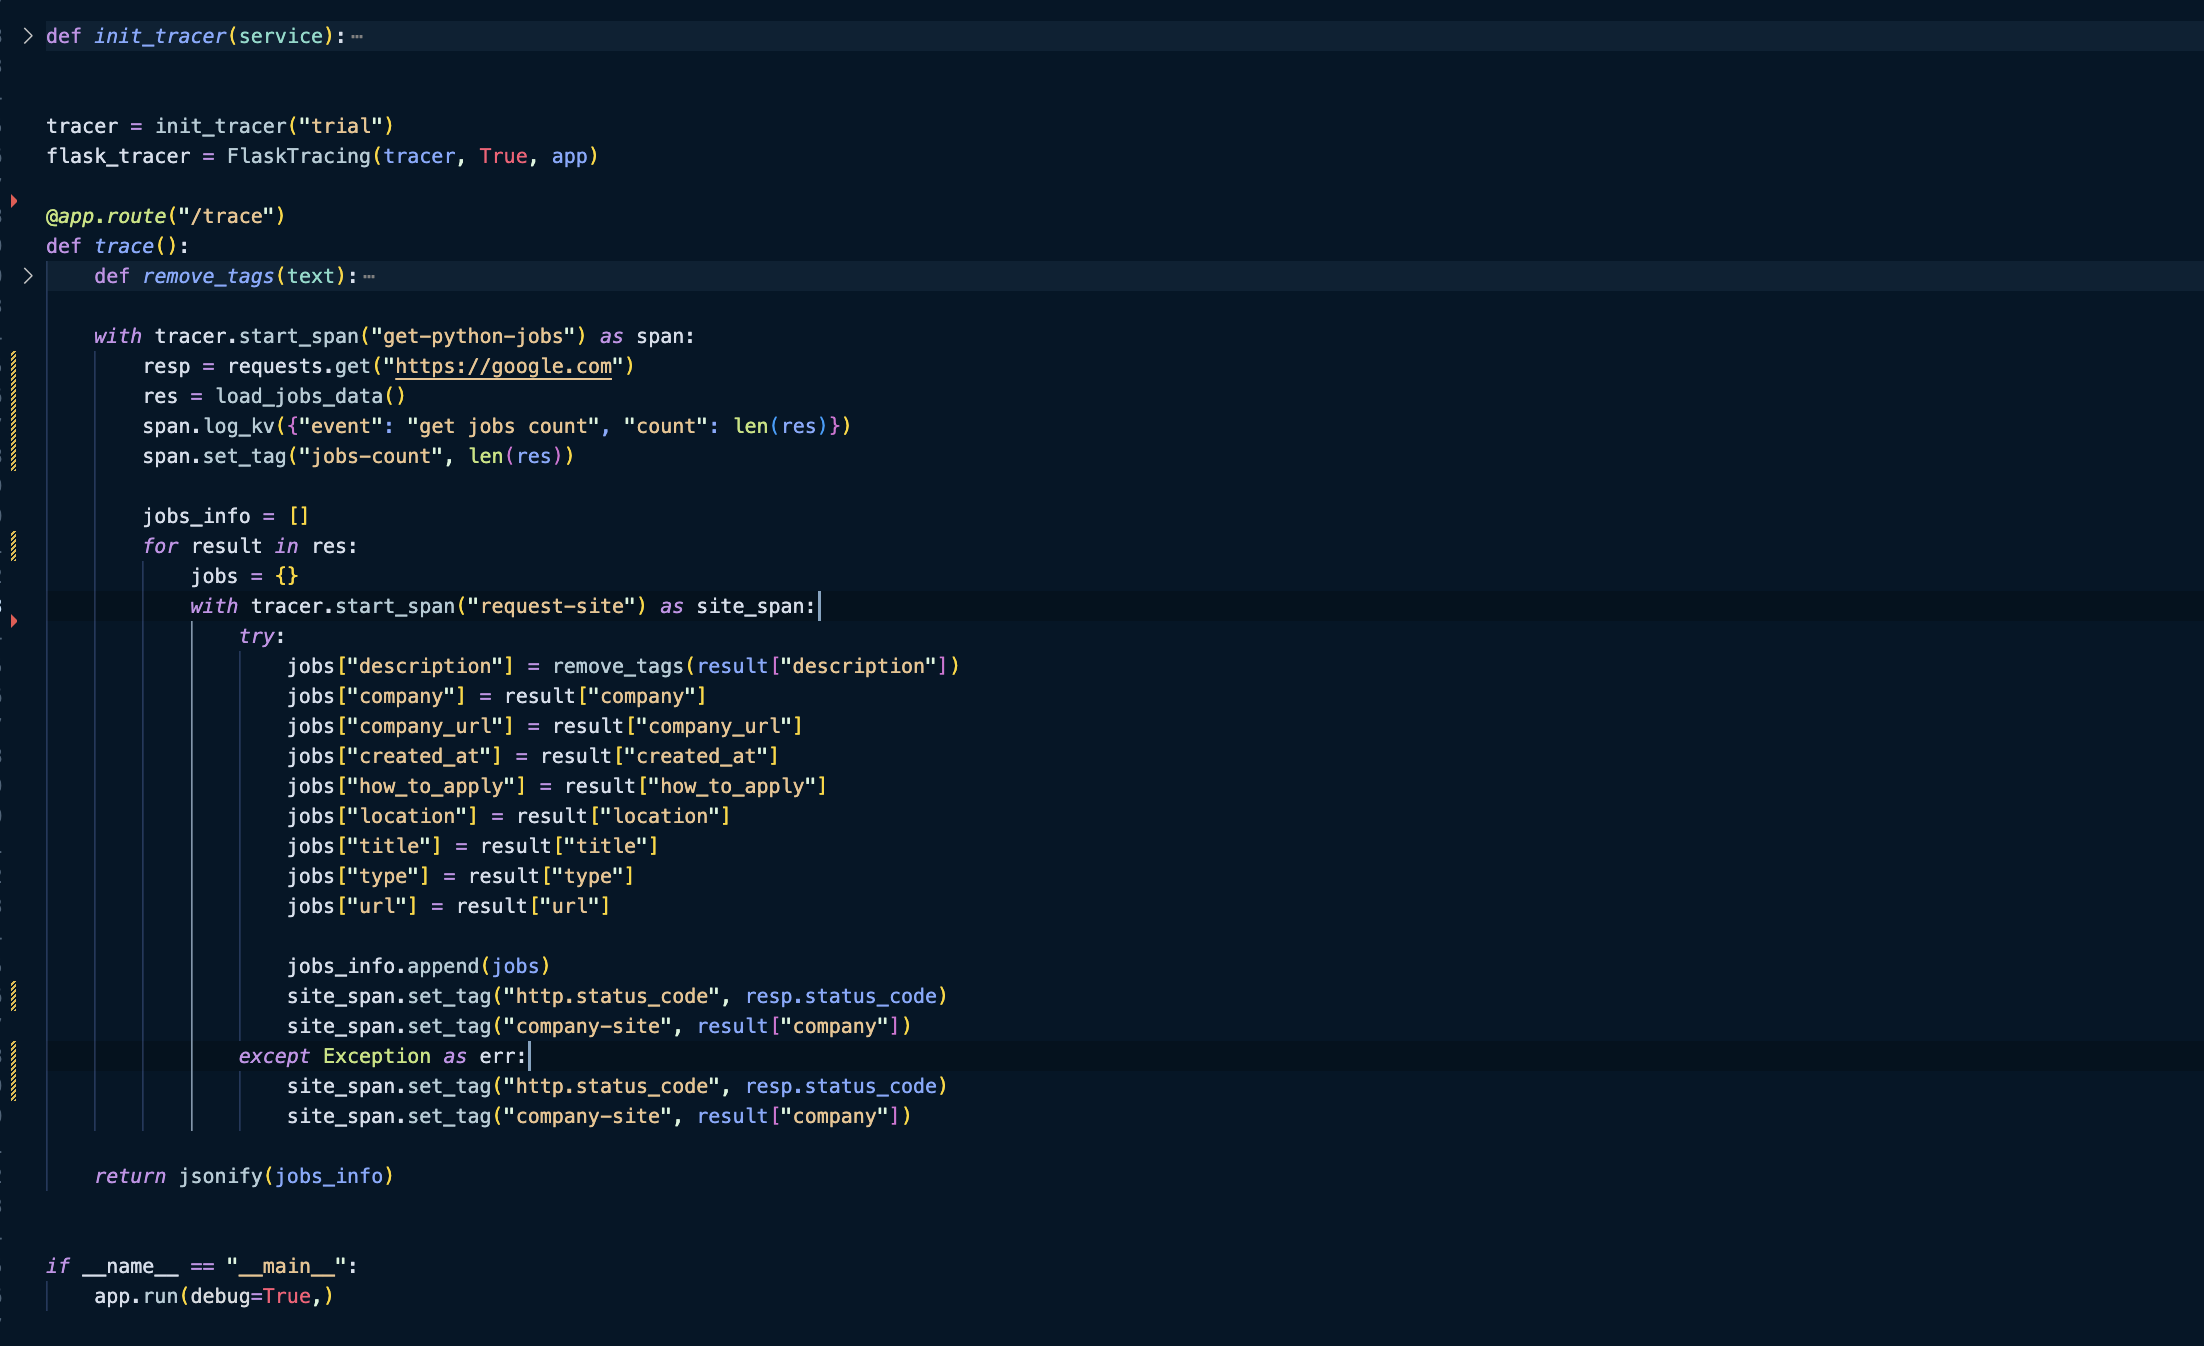 def init_tracer(service):⋯
tracer = init_tracer("trial")
flask_tracer = FlaskTracing(tracer, True, app)
@app.route("/trace")
def trace():
    def remove_tags(text):⋯
    with tracer.start_span("get-python-jobs") as span:
        resp = requests.get("https://google.com")
        res = load_jobs_data()
        span.log_kv({"event": "get jobs count", "count": len(res)})
        span.set_tag("jobs-count", len(res))
        jobs_info = []
        for result in res:
            jobs = {}
            with tracer.start_span("request-site") as site_span:
                try:
                    jobs["description"] = remove_tags(result["description"])
                    jobs["company"] = result["company"]
                    jobs["company_url"] = result["company_url"]
                    jobs["created_at"] = result["created_at"]
                    jobs["how_to_apply"] = result["how_to_apply"]
                    jobs["location"] = result["location"]
                    jobs["title"] = result["title"]
                    jobs["type"] = result["type"]
                    jobs["url"] = result["url"]
                    jobs_info.append(jobs)
                    site_span.set_tag("http.status_code", resp.status_code)
                    site_span.set_tag("company-site", result["company"])
                except Exception as err:
                    site_span.set_tag("http.status_code", resp.status_code)
                    site_span.set_tag("company-site", result["company"])
    return jsonify(jobs_info)
if __name__ == "__main__":
    app.run(debug=True,)